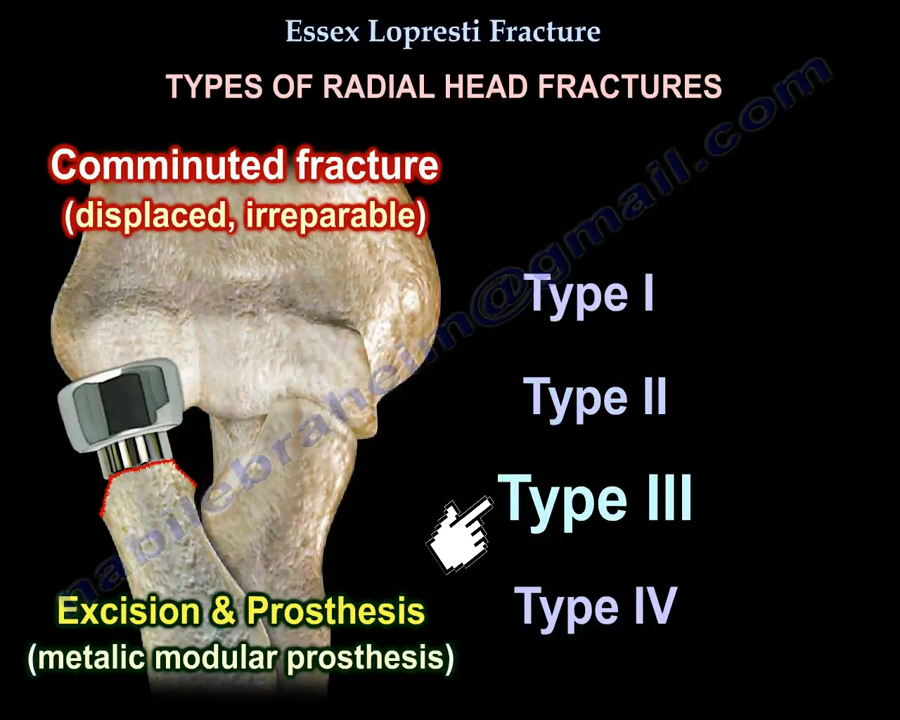 Essex Lopresti Fracture
TYPES OF RADIAL HEAD FRACTURES
Comminuted fracture
(displaced, irreparable)
Type I
Type II
Type III
Type IV
Excision & Prosthesis
(metalic modular prosthesis)
nabilebraheim@gmail.com